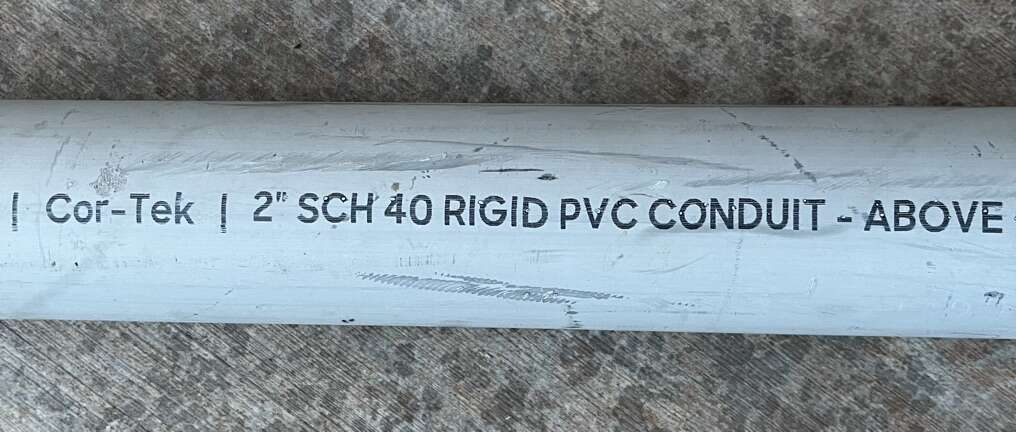 | Cor-Tek | 2" SCH 40 RIGID PVC CONDUIT - ABOVE